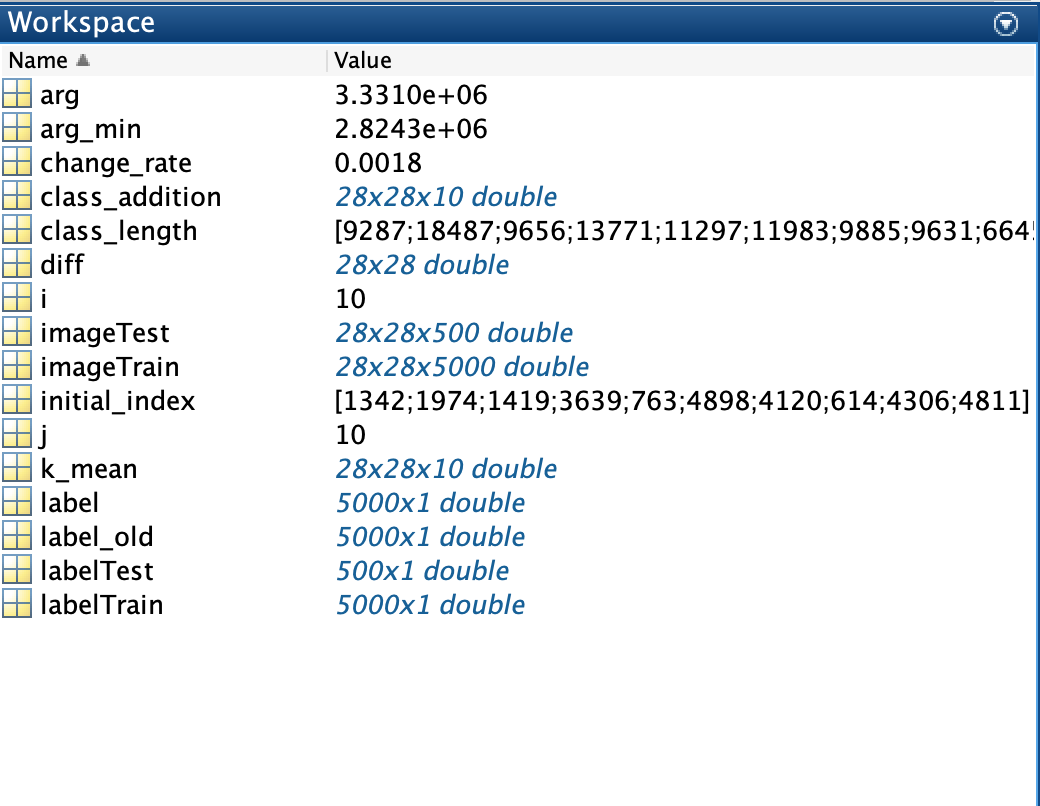 Workspace
Name Value
arg 3.3310e+06
arg_min 2.8243e+06
change_rate 0.0018
class_addition 28x28x10 double
class_length [9287;18487;9656;13771;11297;11983;9885;9631;664
diff 28x28 double
i 10
imageTest 28x28x500 double
imageTrain 28x28x5000 double
initial_index [1342;1974;1419;3639;763;4898;4120;614;4306;4811]
j 10
k_mean 28x28x10 double
label 5000x1 double
label_old 5000x1 double
labelTest 500x1 double
labelTrain 5000x1 double